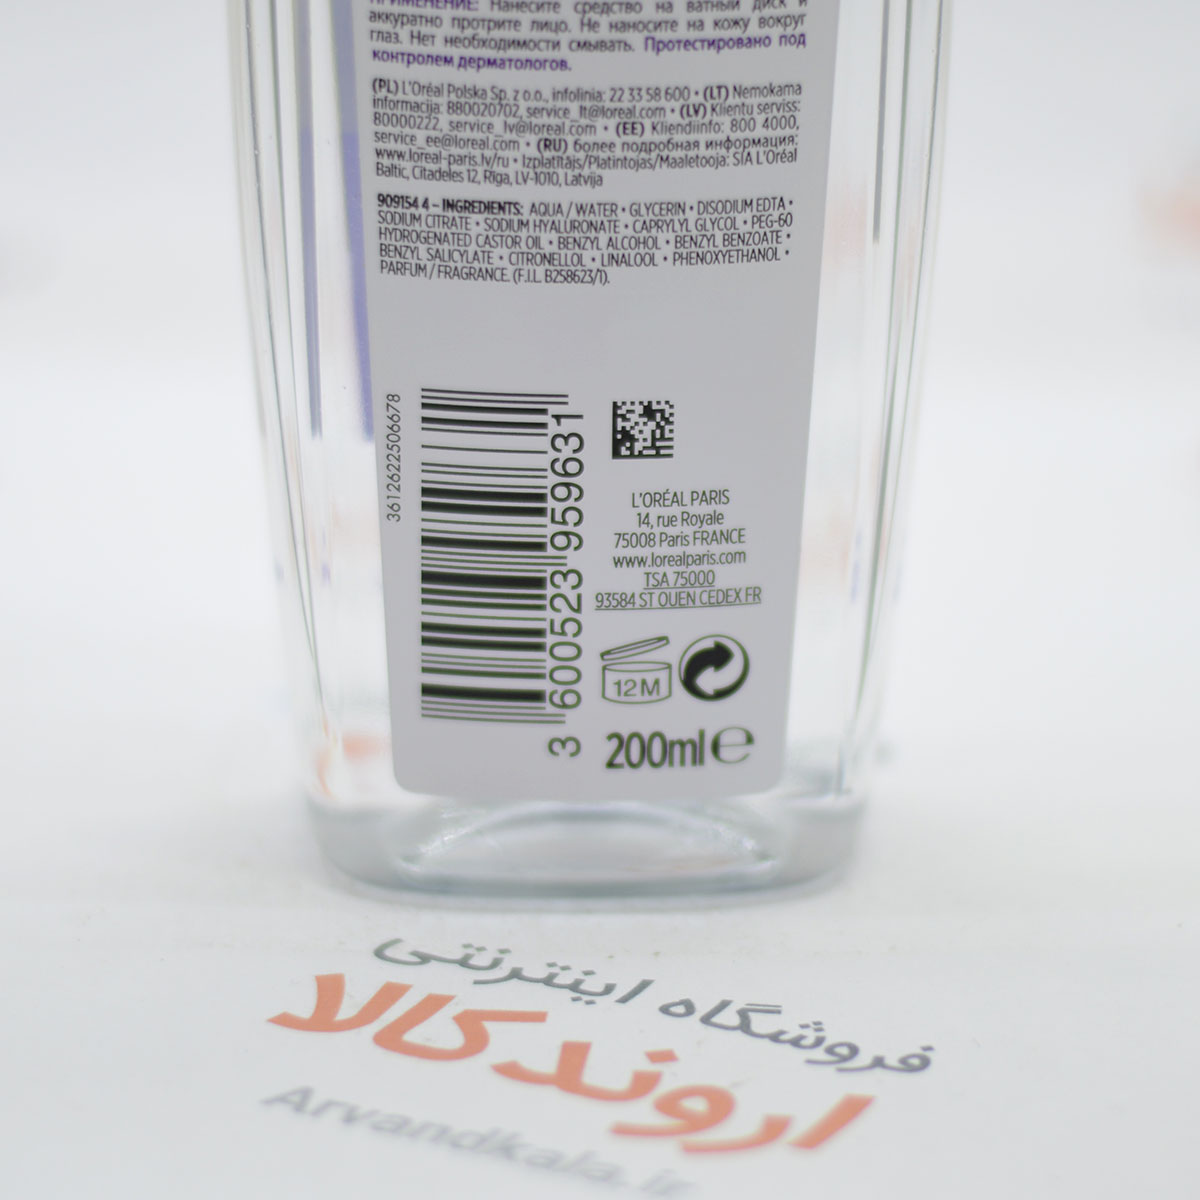 ПРИМЕНЕНИЕ: Нанесите средство на ватный диск и
аккуратно протрите лицо. Не наносите на кожу вокруг
глаз. Нет необходимости смывать. Протестировано под
контролем дерматологов.
(PL) L'Oréal Polska Sp. z o.o., infolinia: 22 33 58 600 • (LT) Nemokama
informacija: 880020702, service_lt@loreal.com • (LV) Klientu serviss:
80000222, service_lv@loreal.com • (EE) Kliendiinfo: 800 4000,
service_ee@loreal.com • (RU) более подробная информация:
www.loreal-paris.lv/ru • Izplatītājs/Platintojas/Maaletooja: SIA L'Oréal
Baltic, Citadeles 12, Rīga, LV-1010, Latvija
909154 4 – INGREDIENTS: AQUA / WATER • GLYCERIN • DISODIUM EDTA •
SODIUM CITRATE • SODIUM HYALURONATE • CAPRYLYL GLYCOL • PEG-60
HYDROGENATED CASTOR OIL • BENZYL ALCOHOL • BENZYL BENZOATE •
BENZYL SALICYLATE • CITRONELLOL • LINALOOL • PHENOXYETHANOL •
PARFUM / FRAGRANCE. (F.I.L. B258623/1).
3612622506678
3 600523 959631
L'ORÉAL PARIS
14, rue Royale
75008 Paris FRANCE
www.lorealparis.com
TSA 75000
93584 ST OUEN CEDEX FR
12M
200ml e
فروشگاه اینترنتی
اروندکالا
Arvandkala.ir